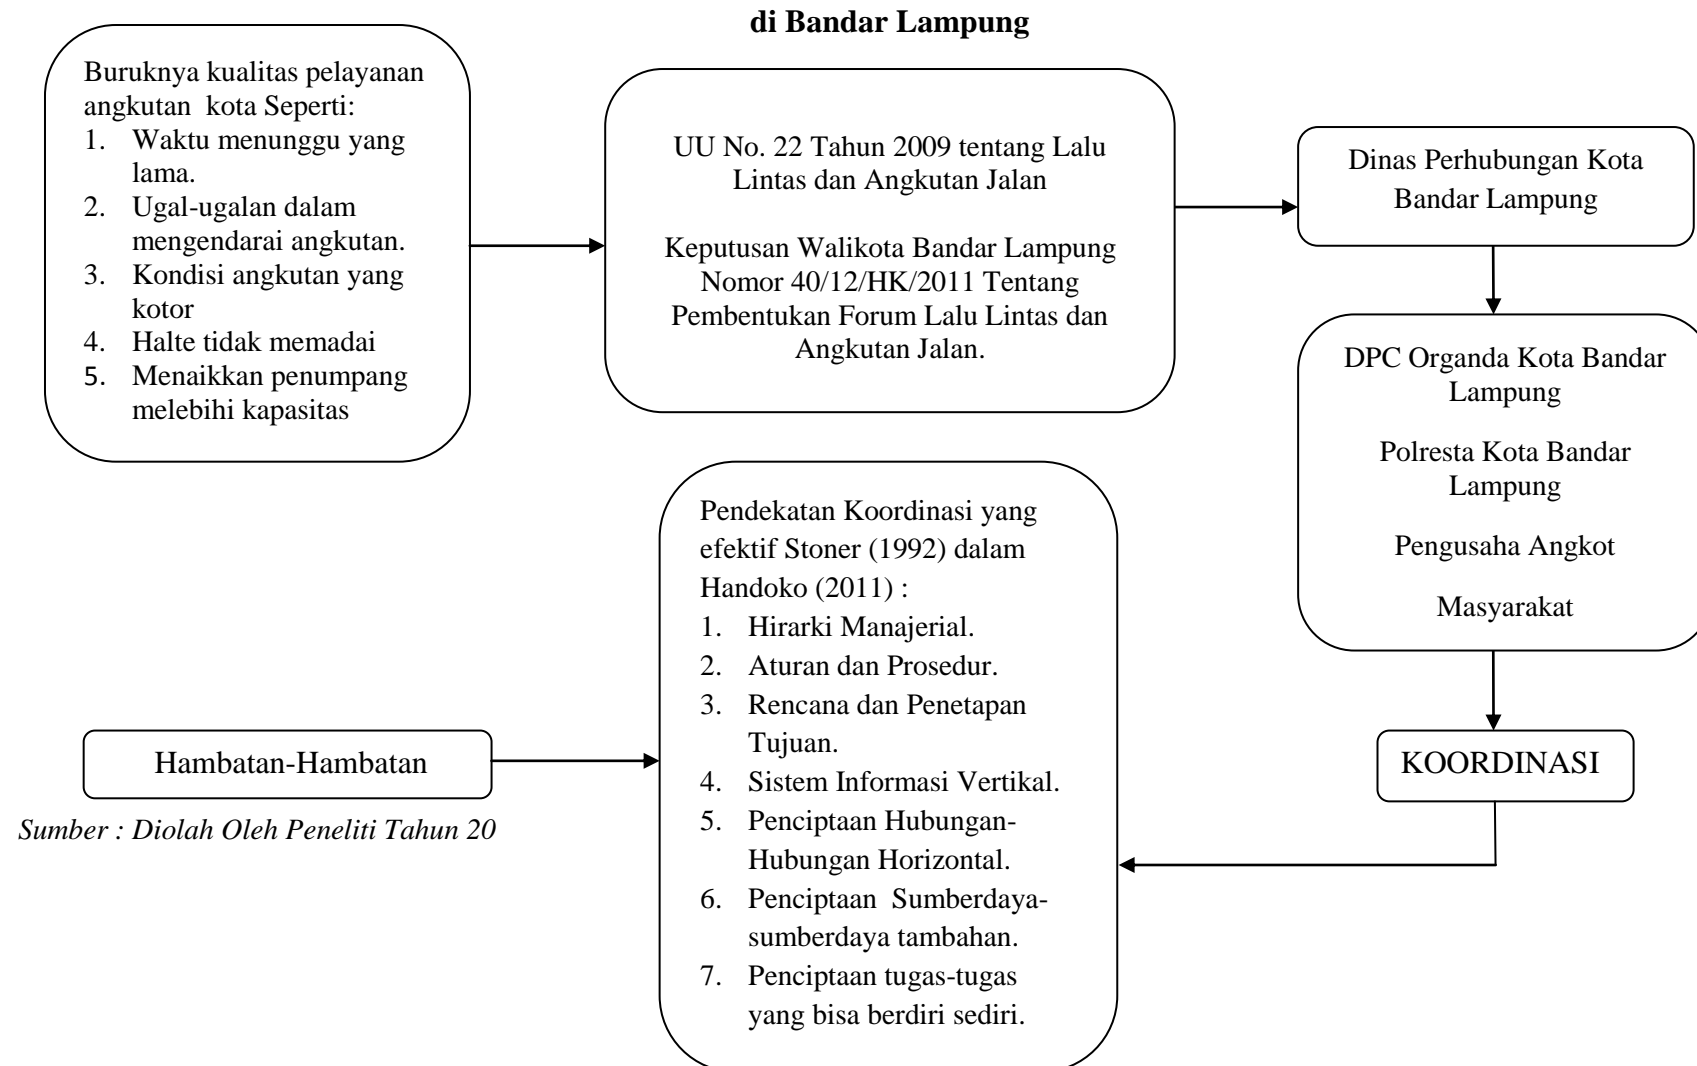 di Bandar Lampung
Buruknya kualitas pelayanan
angkutan kota Seperti:
1. Waktu menunggu yang
lama.
2. Ugal-ugalan dalam
mengendarai angkutan.
3. Kondisi angkutan yang
kotor
4. Halte tidak memadai
5. Menaikkan penumpang
melebihi kapasitas
UU No. 22 Tahun 2009 tentang Lalu
Lintas dan Angkutan Jalan
Keputusan Walikota Bandar Lampung
Nomor 40/12/HK/2011 Tentang
Pembentukan Forum Lalu Lintas dan
Angkutan Jalan.
Dinas Perhubungan Kota
Bandar Lampung
DPC Organda Kota Bandar
Lampung
Polresta Kota Bandar
Lampung
Pengusaha Angkot
Masyarakat
KOORDINASI
Pendekatan Koordinasi yang
efektif Stoner (1992) dalam
Handoko (2011) :
1. Hirarki Manajerial.
2. Aturan dan Prosedur.
3. Rencana dan Penetapan
Tujuan.
4. Sistem Informasi Vertikal.
5. Penciptaan Hubungan-
Hubungan Horizontal.
6. Penciptaan Sumberdaya-
sumberdaya tambahan.
7. Penciptaan tugas-tugas
yang bisa berdiri sediri.
Hambatan-Hambatan
Sumber : Diolah Oleh Peneliti Tahun 20